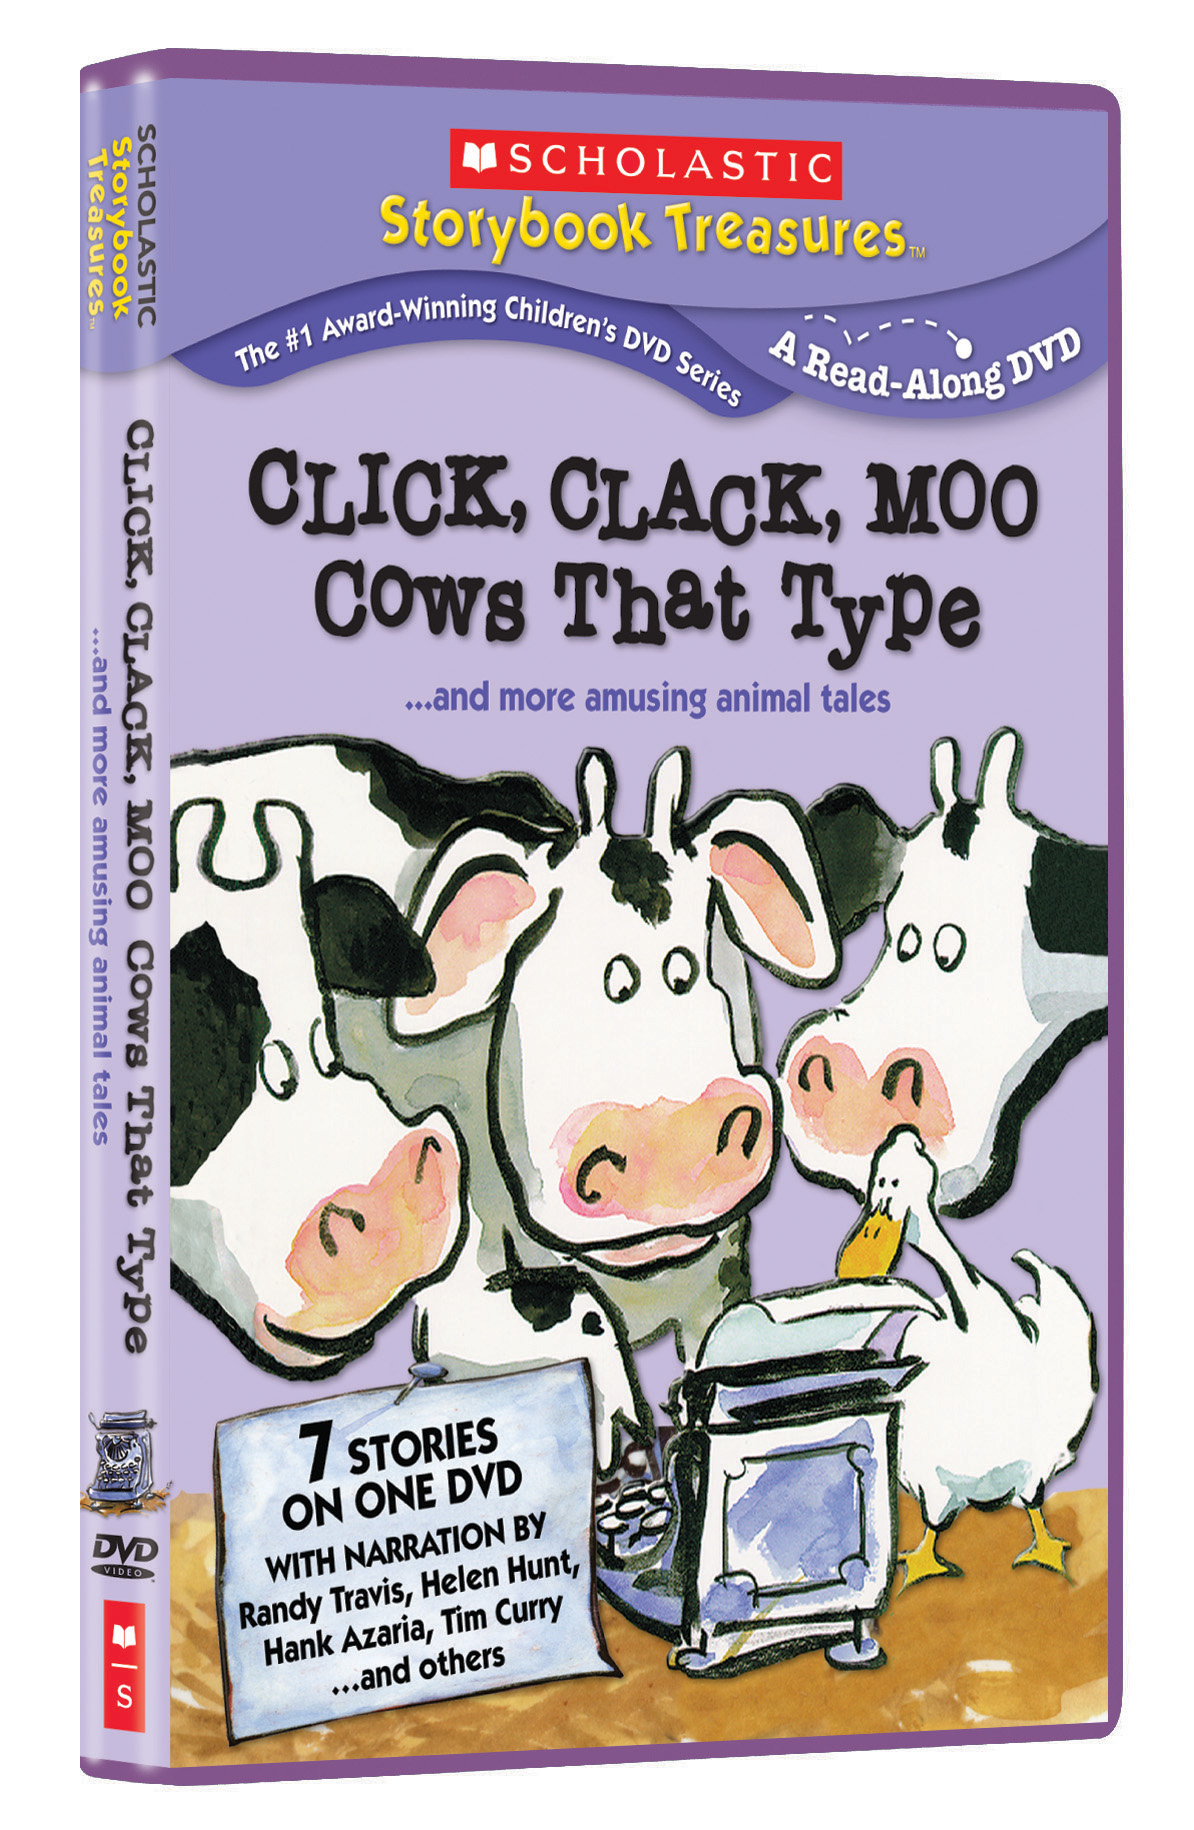 SCHOLASTIC
Storybook Treasures™
The #1 Award-Winning Children's DVD Series
A Read-Along DVD
CLICK, CLACK, MOO
Cows That Type
...and more amusing animal tales
7 STORIES
ON ONE DVD
WITH NARRATION BY
Randy Travis, Helen Hunt,
Hank Azaria, Tim Curry
...and others
SCHOLASTIC
Storybook
Treasures™
CLICK, CLACK, MOO Cows That Type
...and more amusing animal tales
DVD
VIDEO
S